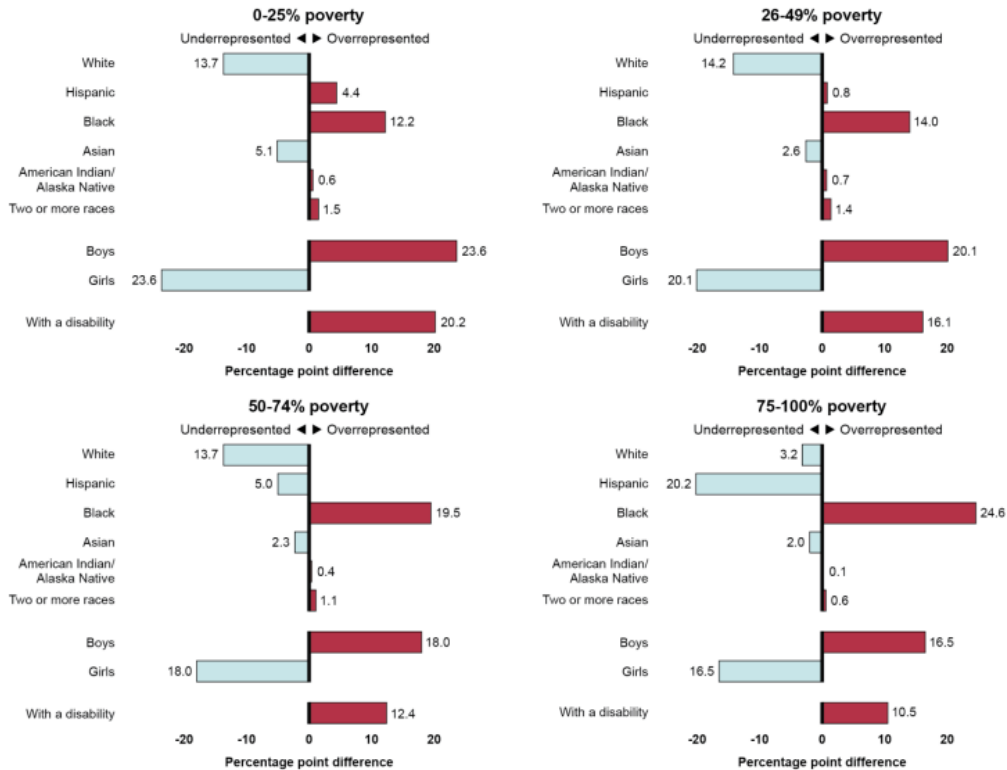 0-25% poverty
Underrepresented ◄ ► Overrepresented
White 13.7
Hispanic 4.4
Black 12.2
Asian 5.1
American Indian/
Alaska Native 0.6
Two or more races 1.5
Boys 23.6
Girls 23.6
With a disability 20.2
-20 -10 0 10 20
Percentage point difference
26-49% poverty
Underrepresented ◄ ► Overrepresented
White 14.2
Hispanic 0.8
Black 14.0
Asian 2.6
American Indian/
Alaska Native 0.7
Two or more races 1.4
Boys 20.1
Girls 20.1
With a disability 16.1
-20 -10 0 10 20
Percentage point difference
50-74% poverty
Underrepresented ◄ ► Overrepresented
White 13.7
Hispanic 5.0
Black 19.5
Asian 2.3
American Indian/
Alaska Native 0.4
Two or more races 1.1
Boys 18.0
Girls 18.0
With a disability 12.4
-20 -10 0 10 20
Percentage point difference
75-100% poverty
Underrepresented ◄ ► Overrepresented
White 3.2
Hispanic 20.2
Black 24.6
Asian 2.0
American Indian/
Alaska Native 0.1
Two or more races 0.6
Boys 16.5
Girls 16.5
With a disability 10.5
-20 -10 0 10 20
Percentage point difference